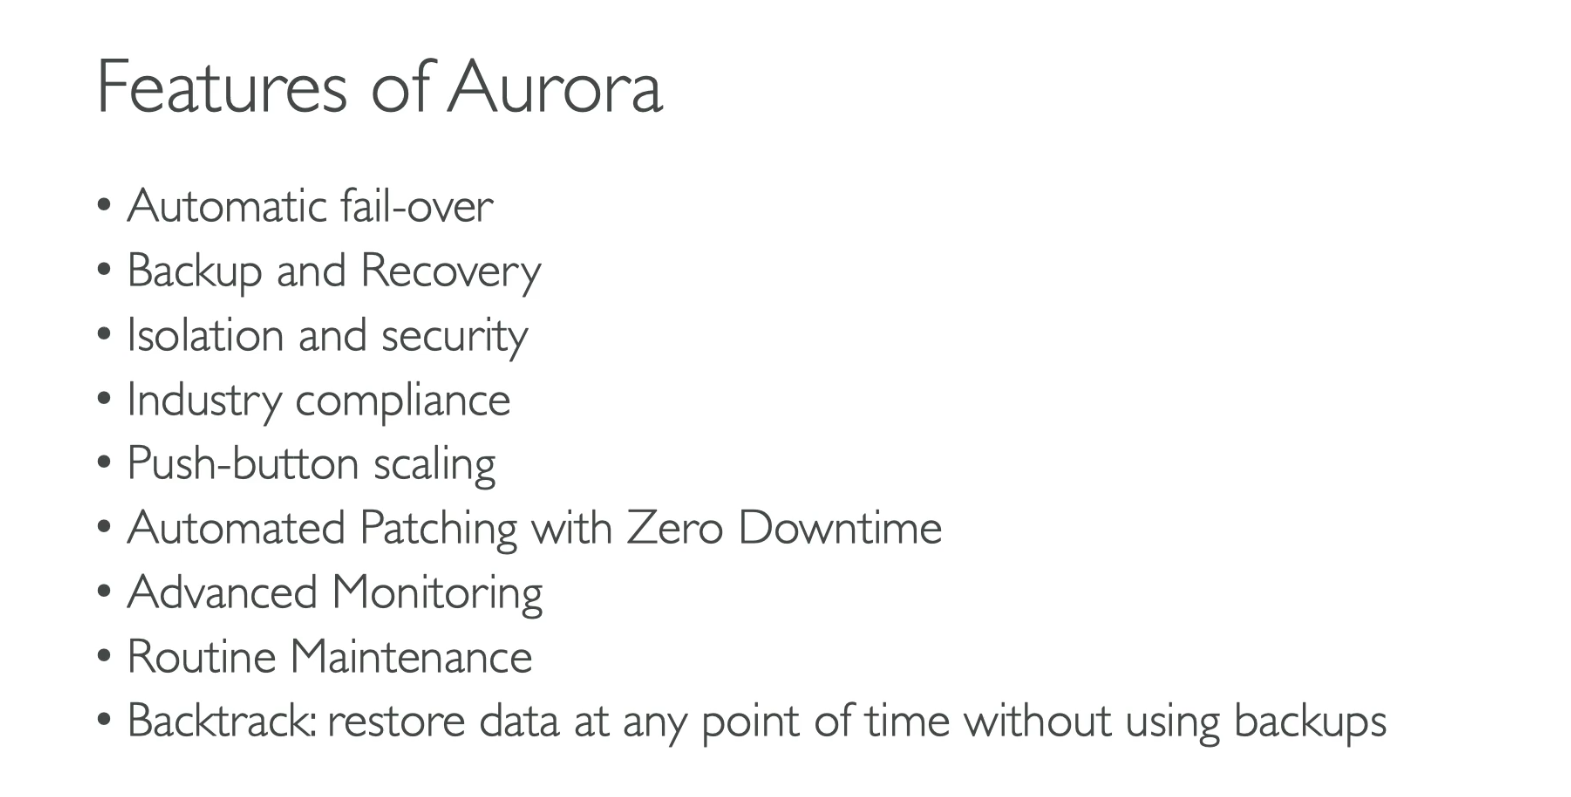 Features of Aurora
• Automatic fail-over
• Backup and Recovery
• Isolation and security
• Industry compliance
• Push-button scaling
• Automated Patching with Zero Downtime
• Advanced Monitoring
• Routine Maintenance
• Backtrack: restore data at any point of time without using backups